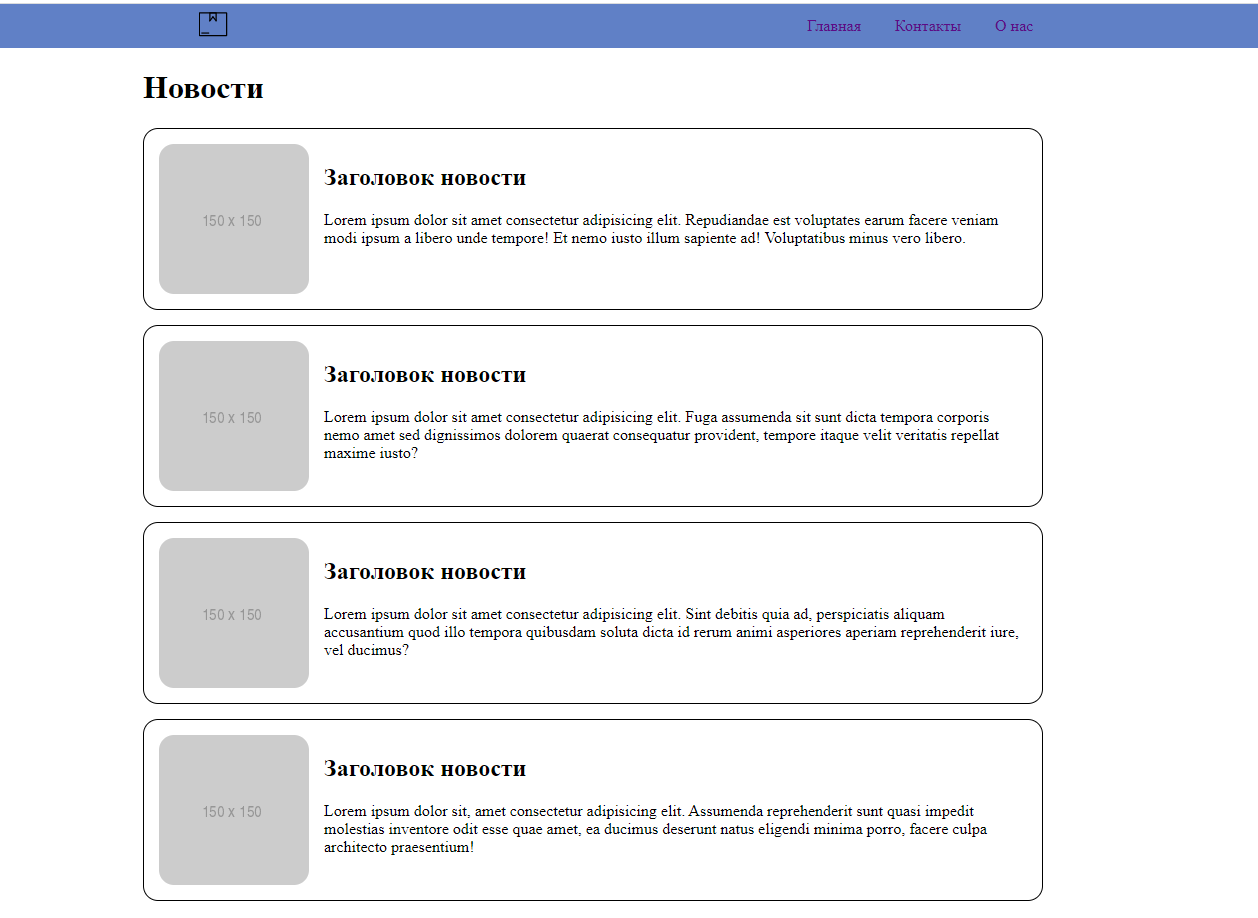 Главная Контакты О нас
Новости
150 x 150
Заголовок новости
Lorem ipsum dolor sit amet consectetur adipisicing elit. Repudiandae est voluptates earum facere veniam
modi ipsum a libero unde tempore! Et nemo iusto illum sapiente ad! Voluptatibus minus vero libero.
150 x 150
Заголовок новости
Lorem ipsum dolor sit amet consectetur adipisicing elit. Fuga assumenda sit sunt dicta tempora corporis
nemo amet sed dignissimos dolorem quaerat consequatur provident, tempore itaque velit veritatis repellat
maxime iusto?
150 x 150
Заголовок новости
Lorem ipsum dolor sit amet consectetur adipisicing elit. Sint debitis quia ad, perspiciatis aliquam
accusantium quod illo tempora quibusdam soluta dicta id rerum animi asperiores aperiam reprehenderit iure,
vel ducimus?
150 x 150
Заголовок новости
Lorem ipsum dolor sit, amet consectetur adipisicing elit. Assumenda reprehenderit sunt quasi impedit
molestias inventore odit esse quae amet, ea ducimus deserunt natus eligendi minima porro, facere culpa
architecto praesentium!